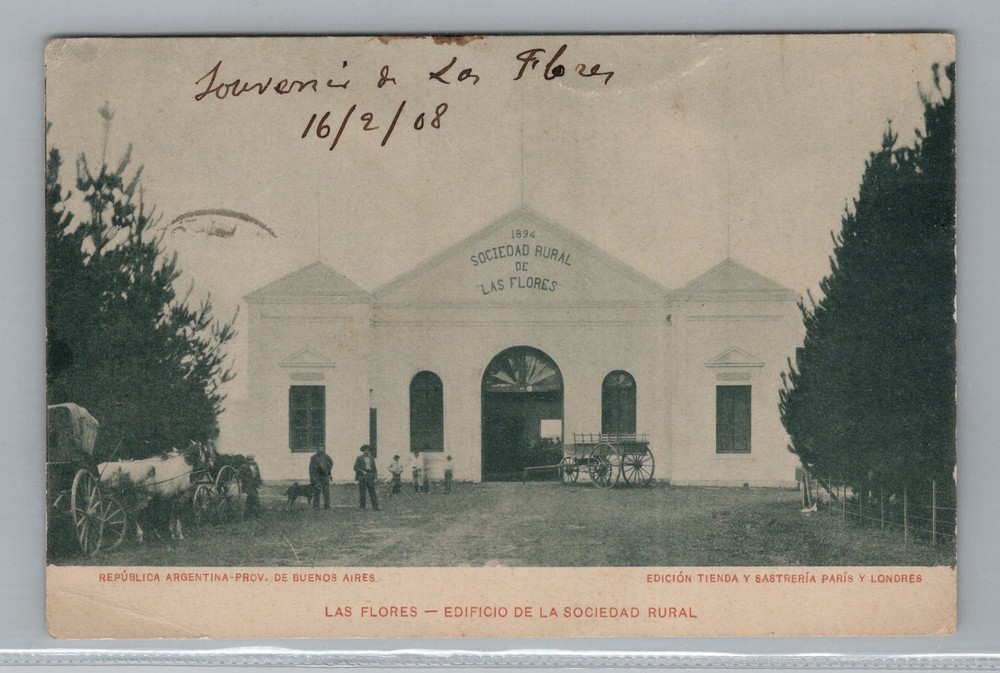 Souvenir de Las Flores
16/2/08
1894
SOCIEDAD RURAL
DE
"LAS FLORES"
REPÚBLICA ARGENTINA-PROV. DE BUENOS AIRES
EDICIÓN TIENDA Y SASTRERÍA PARÍS Y LONDRES
LAS FLORES — EDIFICIO DE LA SOCIEDAD RURAL